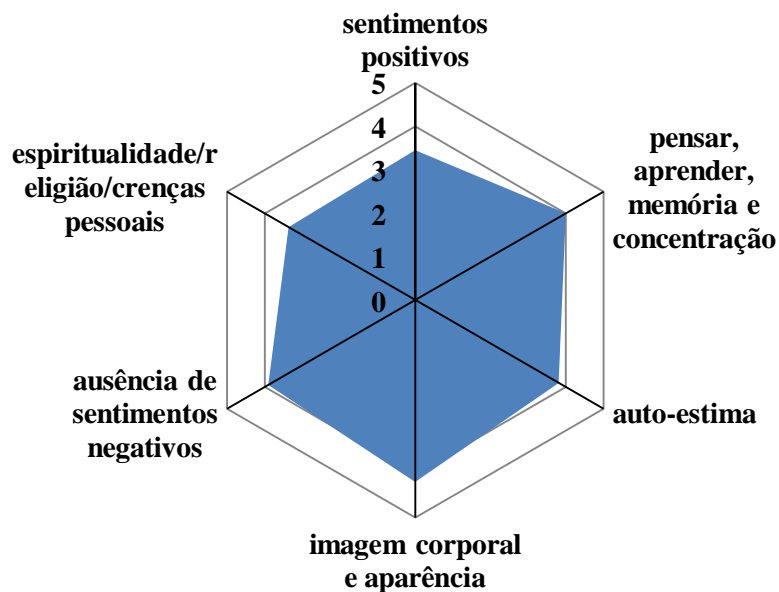 sentimentos
positivos
5
4
3
2
1
0
pensar,
aprender,
memória e
concentração
auto-estima
imagem corporal
e aparência
ausência de
sentimentos
negativos
espiritualidade/r
eligião/crenças
pessoais